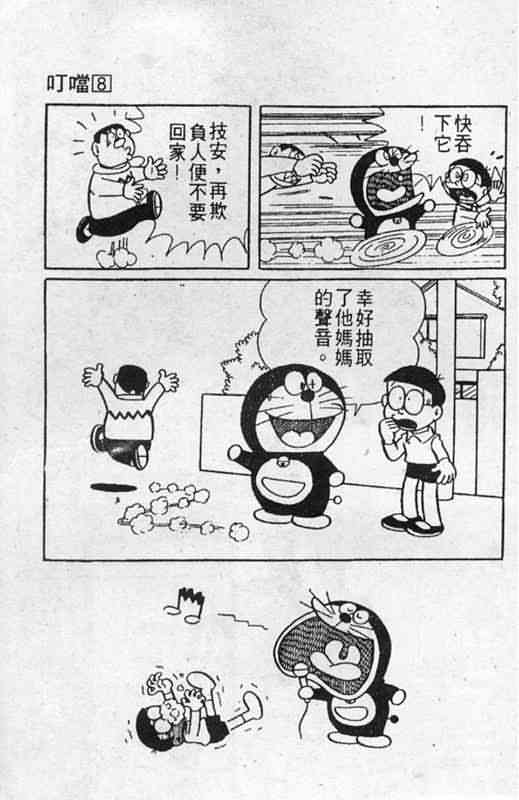 叮噹8
快吞
下它
！
技安，再欺
負人便不要
回家！
幸好抽取
了他媽媽
的聲音。